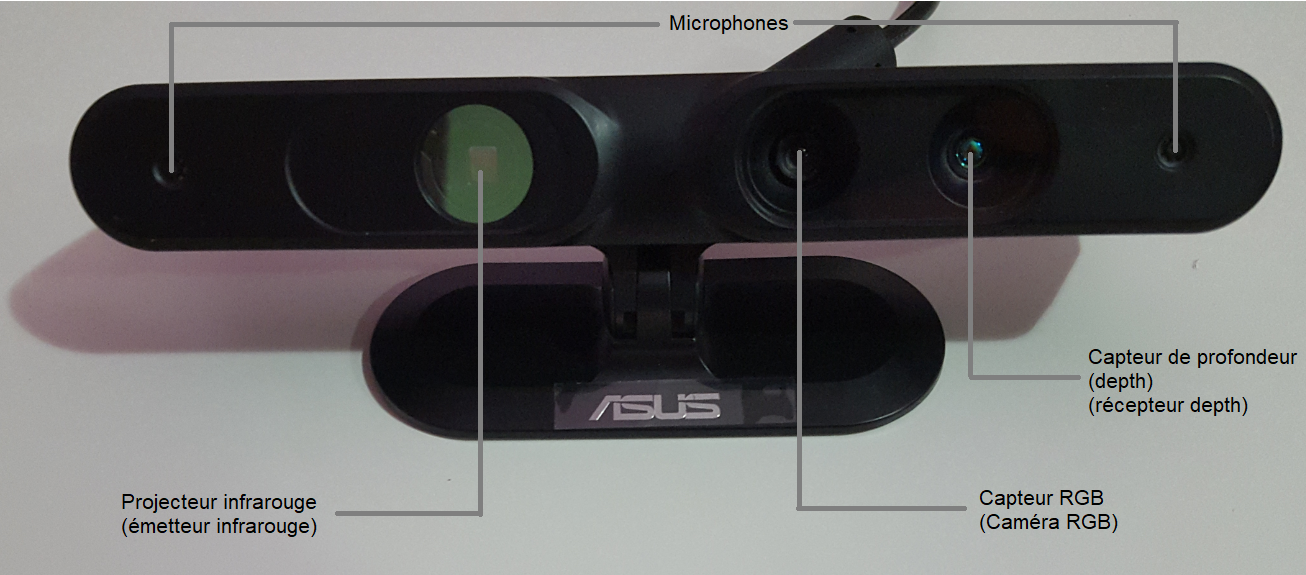 Microphones
Capteur de profondeur
(depth)
(récepteur depth)
ASUS
Projecteur infrarouge
(émetteur infrarouge)
Capteur RGB
(Caméra RGB)